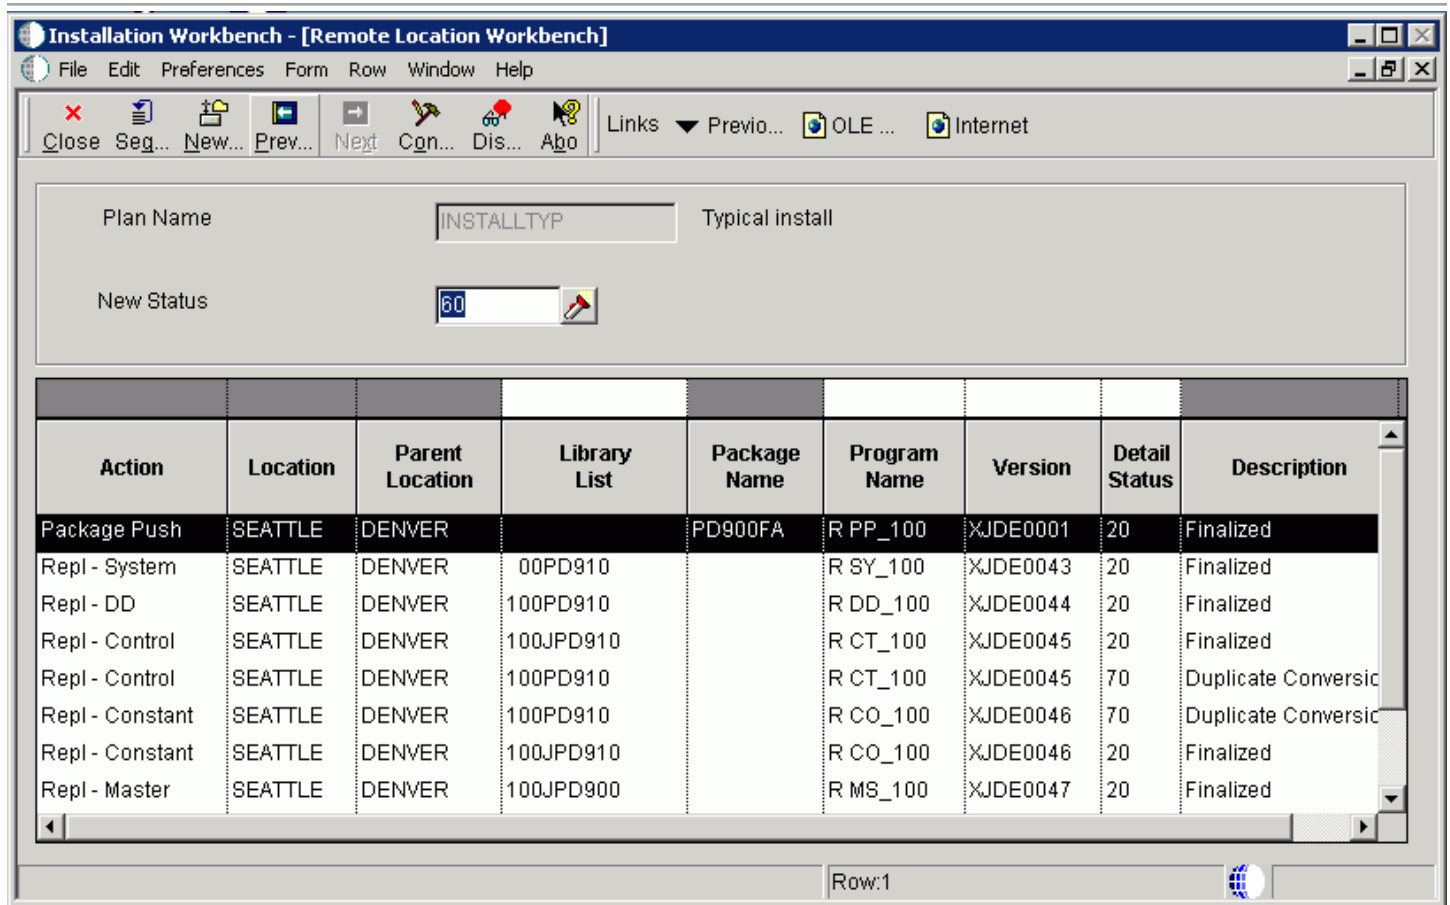 Installation Workbench - [Remote Location Workbench]
File Edit Preferences Form Row Window Help
Close Seq... New... Prev... Next Con... Dis... Abo Links Previo... OLE ... Internet
Plan Name INSTALLTYP Typical install
New Status 60
Action Location Parent Location Library List Package Name Program Name Version Detail Status Description
Package Push SEATTLE DENVER PD900FA R PP_100 XJDE0001 20 Finalized
Repl - System SEATTLE DENVER 00PD910 R SY_100 XJDE0043 20 Finalized
Repl - DD SEATTLE DENVER 100PD910 R DD_100 XJDE0044 20 Finalized
Repl - Control SEATTLE DENVER 100JPD910 R CT_100 XJDE0045 20 Finalized
Repl - Control SEATTLE DENVER 100PD910 R CT_100 XJDE0045 70 Duplicate Conversic
Repl - Constant SEATTLE DENVER 100PD910 R CO_100 XJDE0046 70 Duplicate Conversic
Repl - Constant SEATTLE DENVER 100JPD910 R CO_100 XJDE0046 20 Finalized
Repl - Master SEATTLE DENVER 100JPD900 R MS_100 XJDE0047 20 Finalized
Row:1